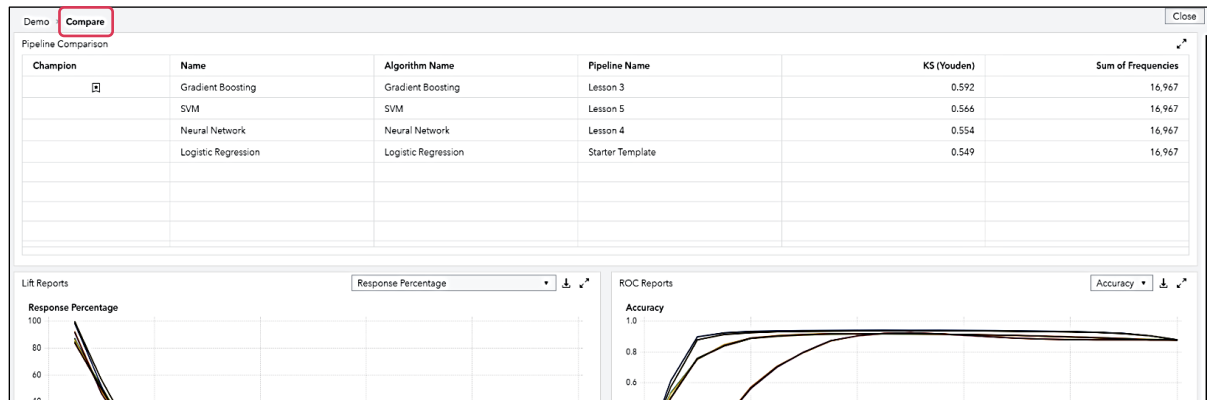 Demo Compare Close
Pipeline Comparison
Champion Name Algorithm Name Pipeline Name KS (Youden) Sum of Frequencies
Gradient Boosting Gradient Boosting Lesson 3 0.592 16,967
SVM SVM Lesson 5 0.566 16,967
Neural Network Neural Network Lesson 4 0.554 16,967
Logistic Regression Logistic Regression Starter Template 0.549 16,967
Lift Reports Response Percentage ROC Reports Accuracy
Response Percentage Accuracy
100 1.0
80 0.8
60 0.6
40